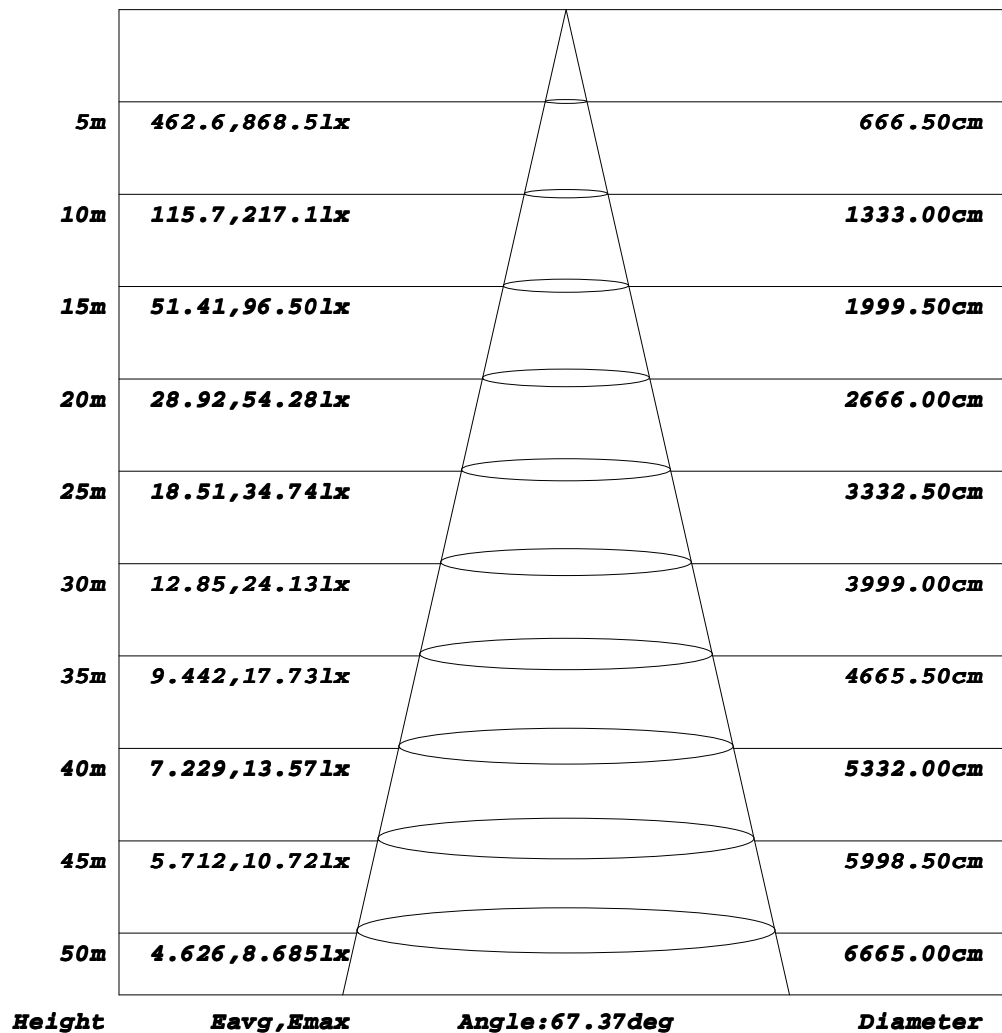 5m 462.6,868.5lx 666.50cm
10m 115.7,217.1lx 1333.00cm
15m 51.41,96.50lx 1999.50cm
20m 28.92,54.28lx 2666.00cm
25m 18.51,34.74lx 3332.50cm
30m 12.85,24.13lx 3999.00cm
35m 9.442,17.73lx 4665.50cm
40m 7.229,13.57lx 5332.00cm
45m 5.712,10.72lx 5998.50cm
50m 4.626,8.685lx 6665.00cm
Height Eavg,Emax Angle:67.37deg Diameter